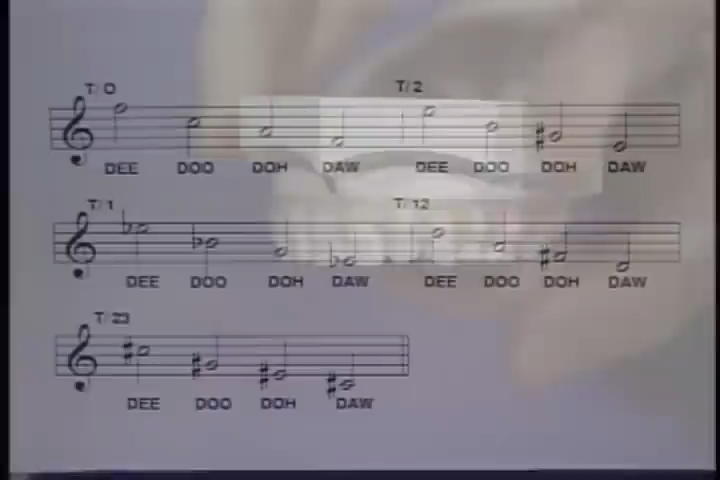 T/0 T/2
DEE DOO DOH DAW DEE DOO DOH DAW
T/1 T/12
DEE DOO DOH DAW DEE DOO DOH DAW
T/23
DEE DOO DOH DAW